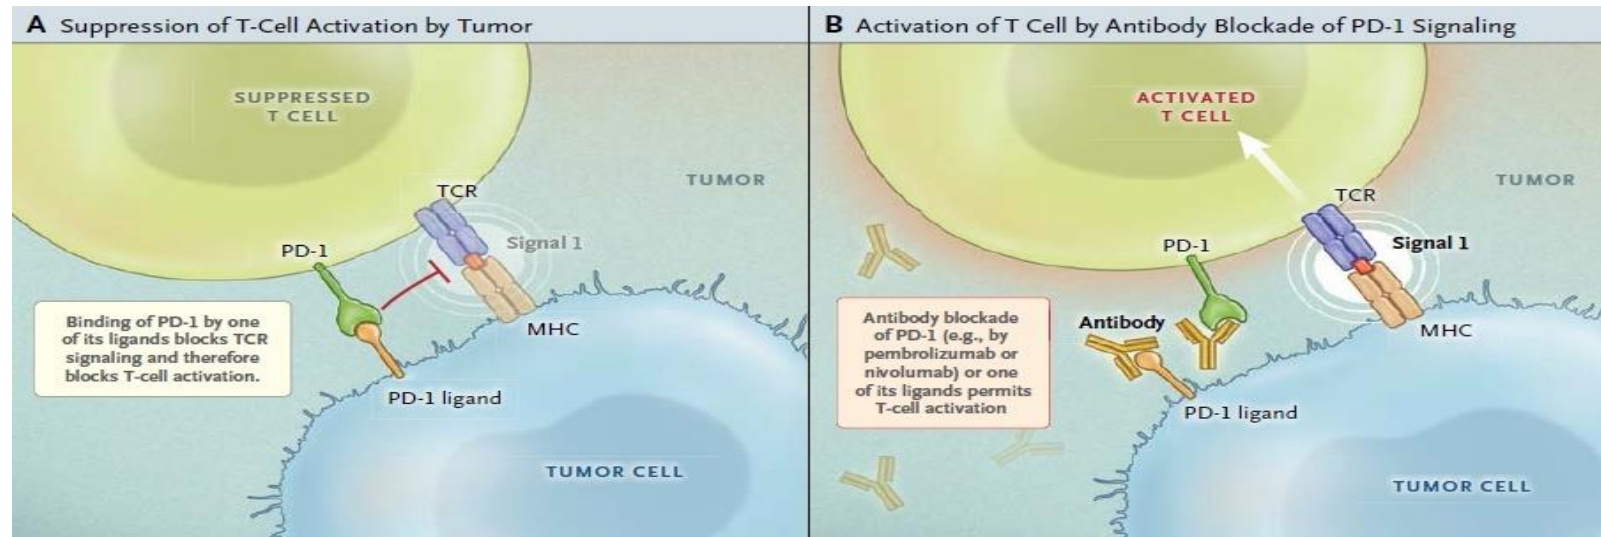 A Suppression of T-Cell Activation by Tumor
SUPPRESSED
T CELL
TUMOR
TCR
Signal 1
PD-1
Binding of PD-1 by one
of its ligands blocks TCR
signaling and therefore
blocks T-cell activation.
MHC
PD-1 ligand
TUMOR CELL
B Activation of T Cell by Antibody Blockade of PD-1 Signaling
ACTIVATED
T CELL
TUMOR
TCR
Signal 1
PD-1
Antibody blockade
of PD-1 (e.g., by
pembrolizumab or
nivolumab) or one
of its ligands permits
T-cell activation
Antibody
MHC
PD-1 ligand
TUMOR CELL